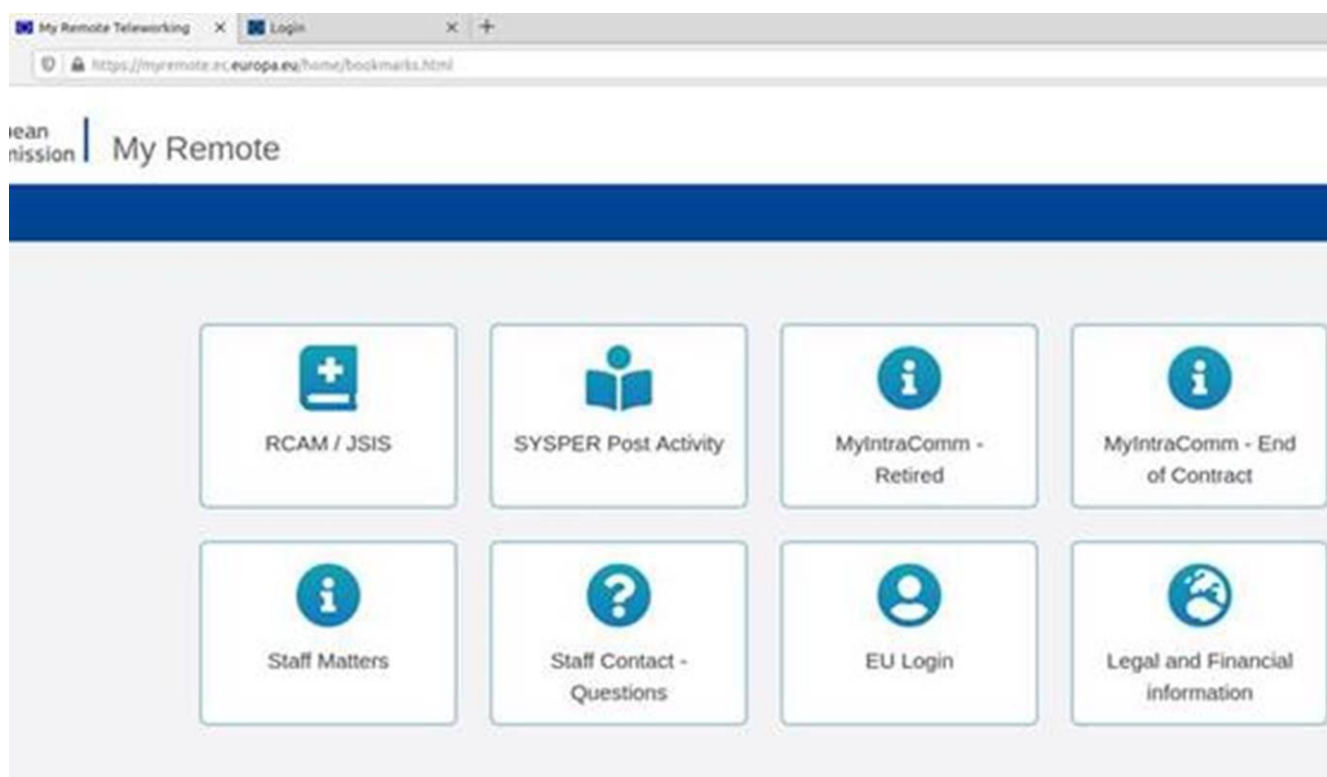 My Remote Teleworking
Login
https://myremote.ec.europa.eu/home/bookmarks.html
ean
nission
My Remote
RCAM / JSIS
SYSPER Post Activity
MyIntraComm -
Retired
MyIntraComm - End
of Contract
Staff Matters
Staff Contact -
Questions
EU Login
Legal and Financial
information